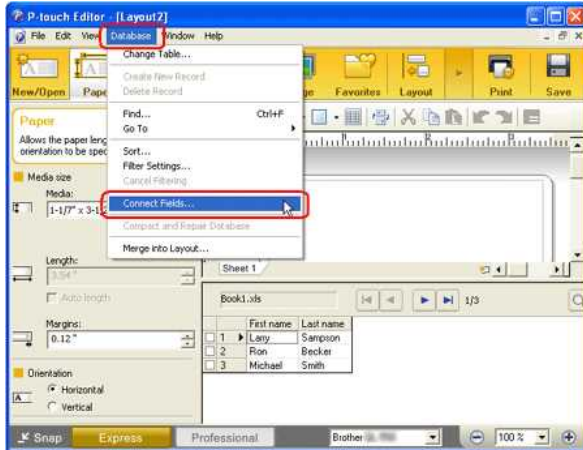 P-touch Editor - [Layout2]
File Edit View Database Window Help
New/Open Pape Favorites Layout Print Save
Change Table...
Create New Record
Delete Record
Find... Ctrl+F
Go To
Sort...
Filter Settings...
Cancel Filtering
Connect Fields...
Compact and Repair Database
Merge into Layout...
Paper
Allows the paper leng
orientation to be spec
Media size
Media:
1-1/7" x 3-1
Length:
3.54"
Auto length
Margins:
0.12"
Orientation
Horizontal
Vertical
Sheet 1
Book1.xls 1/3
First name Last name
1 Larry Sampson
2 Ron Becker
3 Michael Smith
Snap Express Professional Brother 100 %